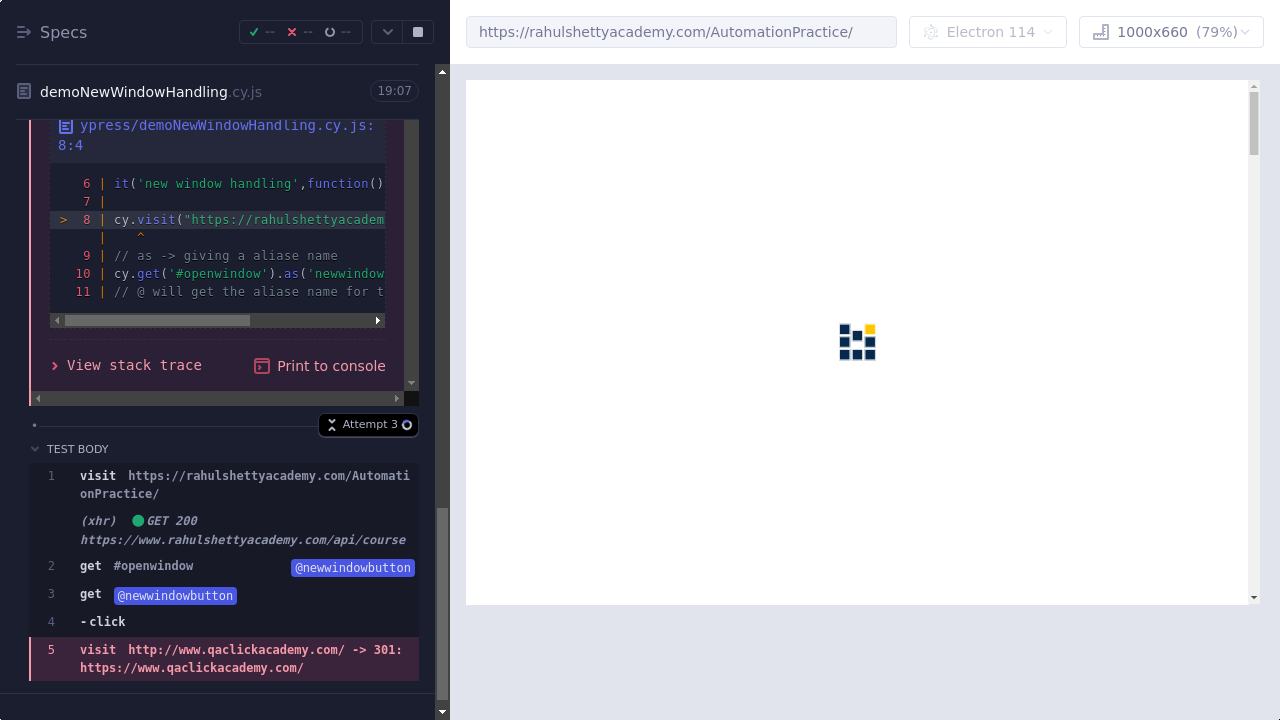 Specs
-- -- --
https://rahulshettyacademy.com/AutomationPractice/
Electron 114
1000x660 (79%)
demoNewWindowHandling.cy.js
19:07
ypress/demoNewWindowHandling.cy.js:
8:4
6 | it('new window handling',function()
7 |
> 8 | cy.visit("https://rahulshettyacadem
| ^
9 | // as -> giving a aliase name
10 | cy.get('#openwindow').as('newwindow
11 | // @ will get the aliase name for t
View stack trace
Print to console
Attempt 3
TEST BODY
1 visit https://rahulshettyacademy.com/Automati
onPractice/
(xhr) GET 200
https://www.rahulshettyacademy.com/api/course
2 get #openwindow @newwindowbutton
3 get @newwindowbutton
4 -click
5 visit http://www.qaclickacademy.com/ -> 301:
https://www.qaclickacademy.com/